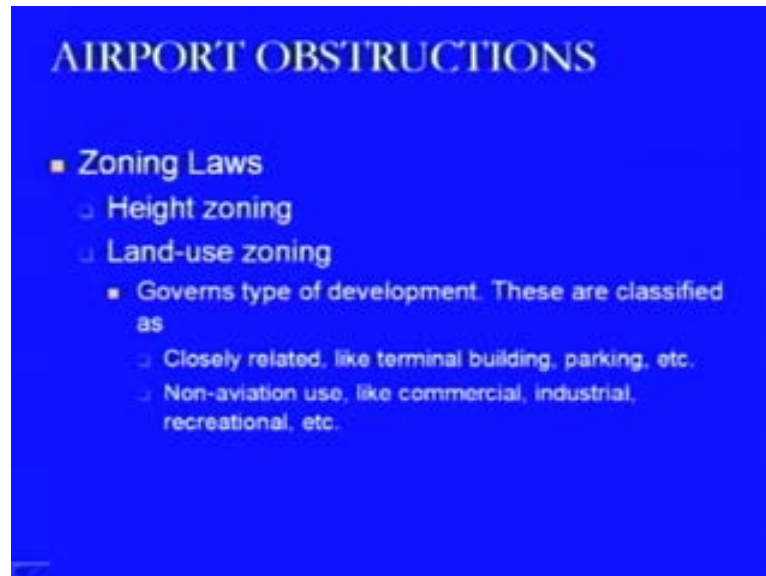 AIRPORT OBSTRUCTIONS
Zoning Laws
Height zoning
Land-use zoning
Governs type of development. These are classified
as
Closely related, like terminal building, parking, etc.
Non-aviation use, like commercial, industrial,
recreational, etc.